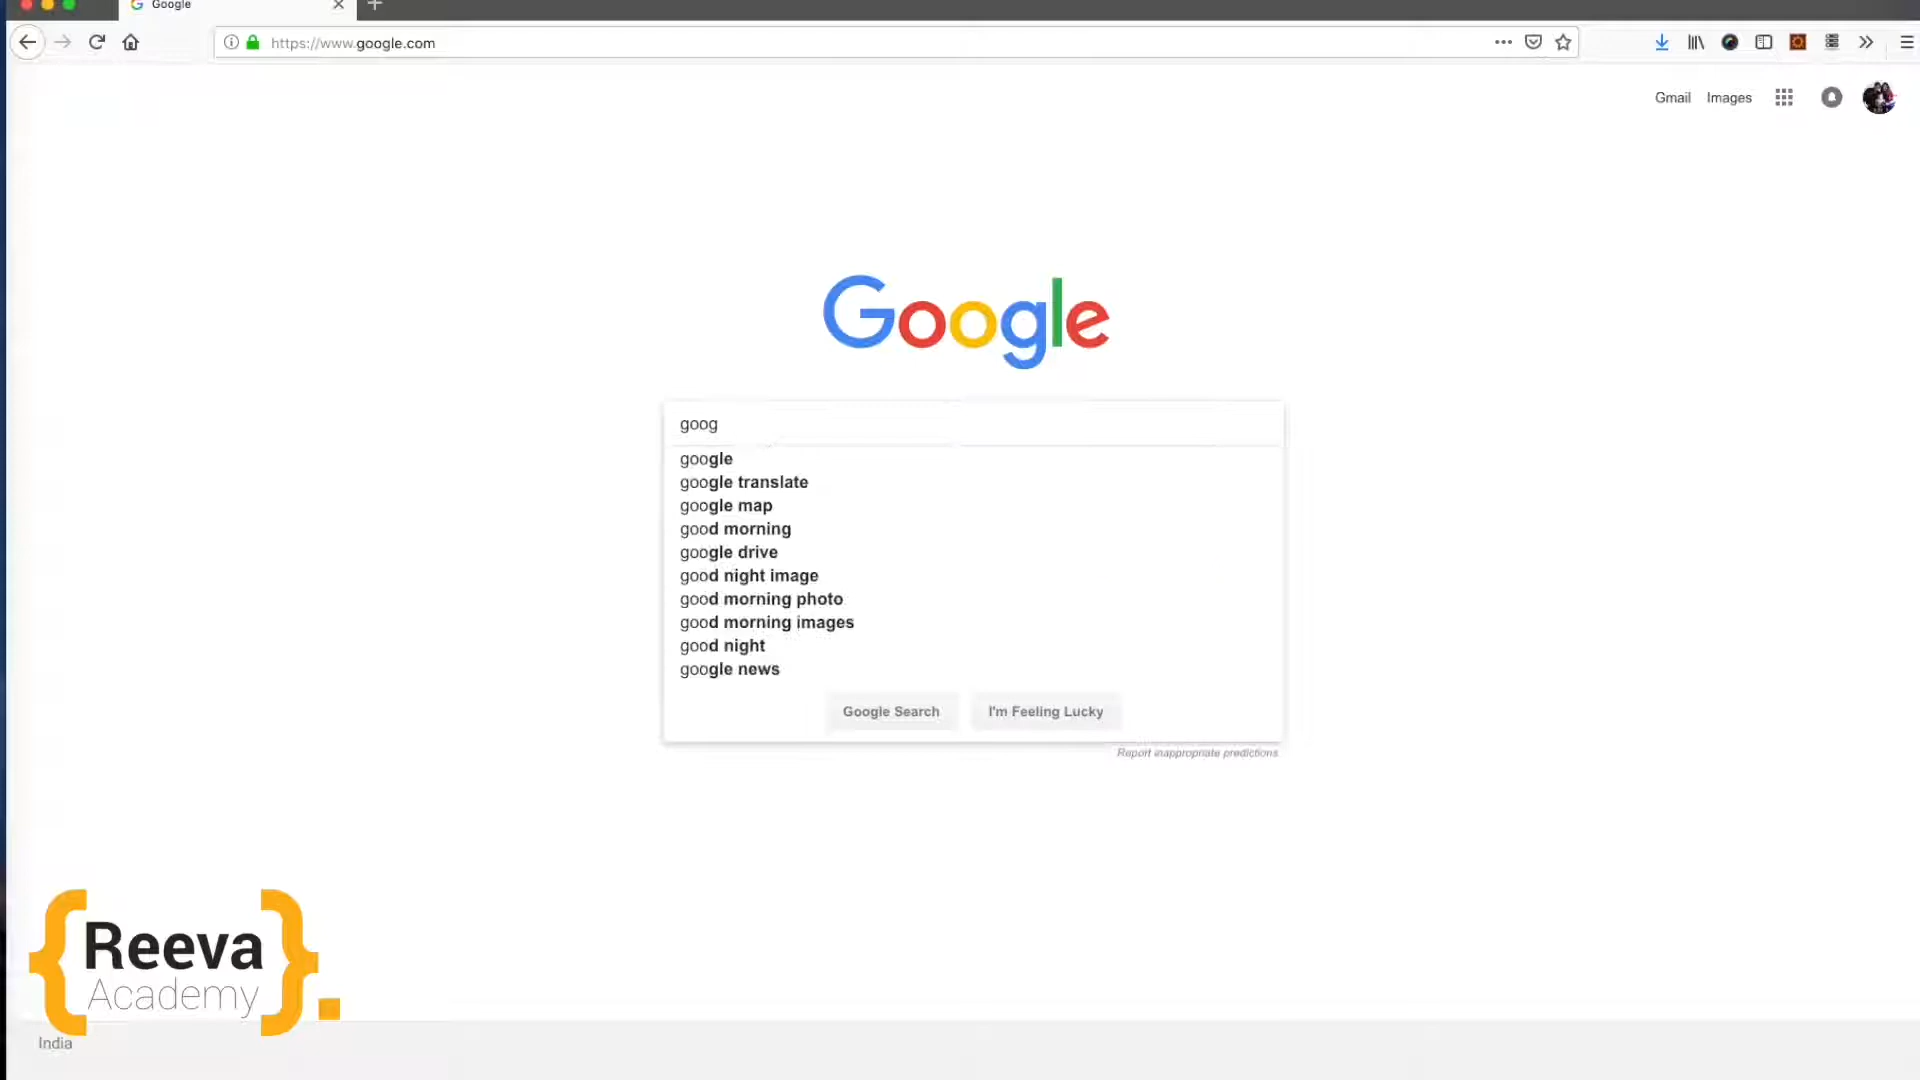 Google
https://www.google.com
Gmail Images
Google
goog
google
google translate
google map
good morning
google drive
good night image
good morning photo
good morning images
good night
google news
Google Search I'm Feeling Lucky
Report inappropriate predictions
{Reeva
Academy}.
India